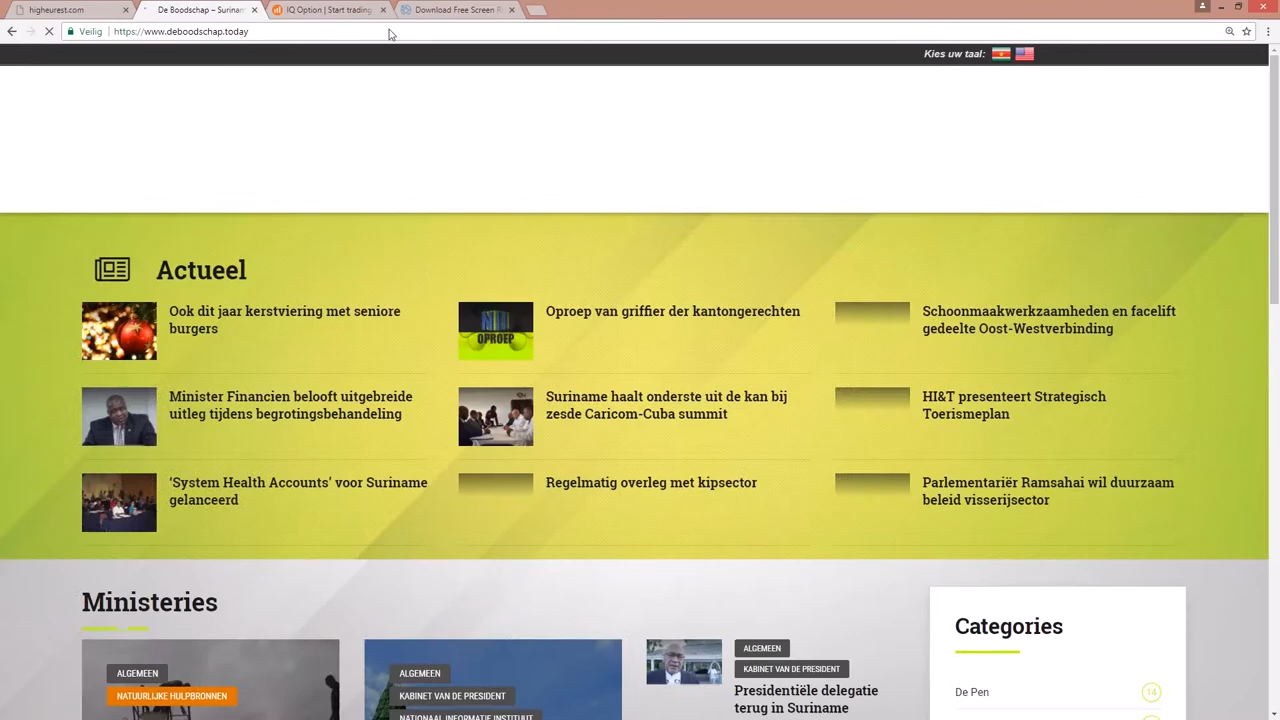 higheurest.com
De Boodschap – Surinam
IQ Option | Start trading
Download Free Screen R
Veilig
https://www.deboodschap.today
Kies uw taal:
Actueel
Ook dit jaar kerstviering met seniore
burgers
Oproep van griffier der kantongerechten
Schoonmaakwerkzaamheden en facelift
gedeelte Oost-Westverbinding
OPROEP
Minister Financien belooft uitgebreide
uitleg tijdens begrotingsbehandeling
Suriname haalt onderste uit de kan bij
zesde Caricom-Cuba summit
HI&T presenteert Strategisch
Toerismeplan
‘System Health Accounts’ voor Suriname
gelanceerd
Regelmatig overleg met kipsector
Parlementariër Ramsahai wil duurzaam
beleid visserijsector
Ministeries
ALGEMEEN
NATUURLIJKE HULPBRONNEN
ALGEMEEN
KABINET VAN DE PRESIDENT
NATIONAAL INFORMATIE INSTITUUT
ALGEMEEN
KABINET VAN DE PRESIDENT
Presidentiële delegatie
terug in Suriname
Categories
De Pen
14